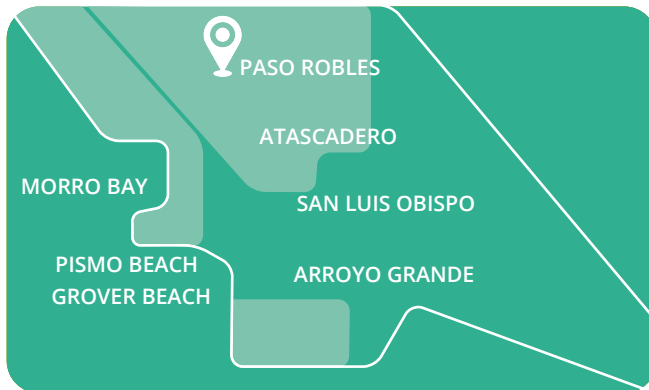 PASO ROBLES
ATASCADERO
MORRO BAY
SAN LUIS OBISPO
PISMO BEACH
GROVER BEACH
ARROYO GRANDE